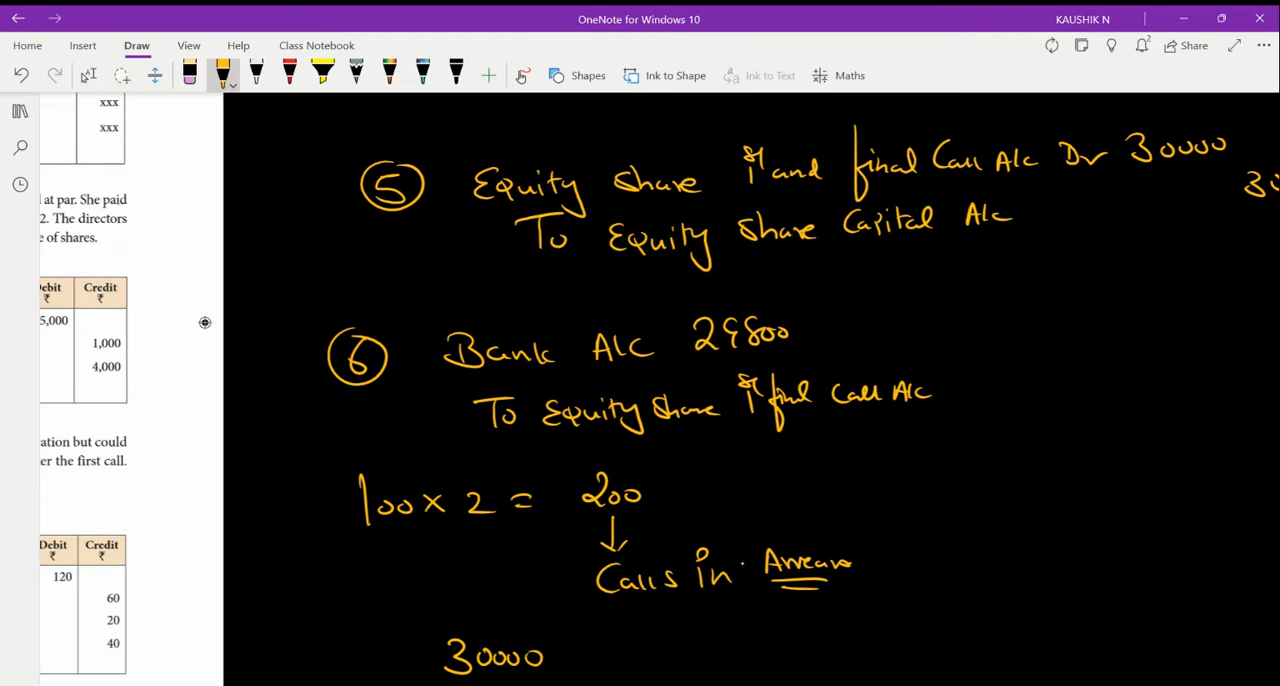 OneNote for Windows 10
KAUSHIK N
Home Insert Draw View Help Class Notebook
2 Share
Shapes Ink to Shape Ink to Text Maths
xxx
xxx
at par. She paid
2. The directors
e of shares.
ebit Credit
₹ ₹
5,000
1,000
4,000
ation but could
er the first call.
Debit Credit
₹ ₹
120
60
20
40
5 Equity Share 1st and final Call A/c Dr 30000
To Equity Share Capital A/c
6 Bank A/c 29800
To Equity Share 1st final Call A/c
100 × 2 = 200
↓
Calls in Arrears
30000